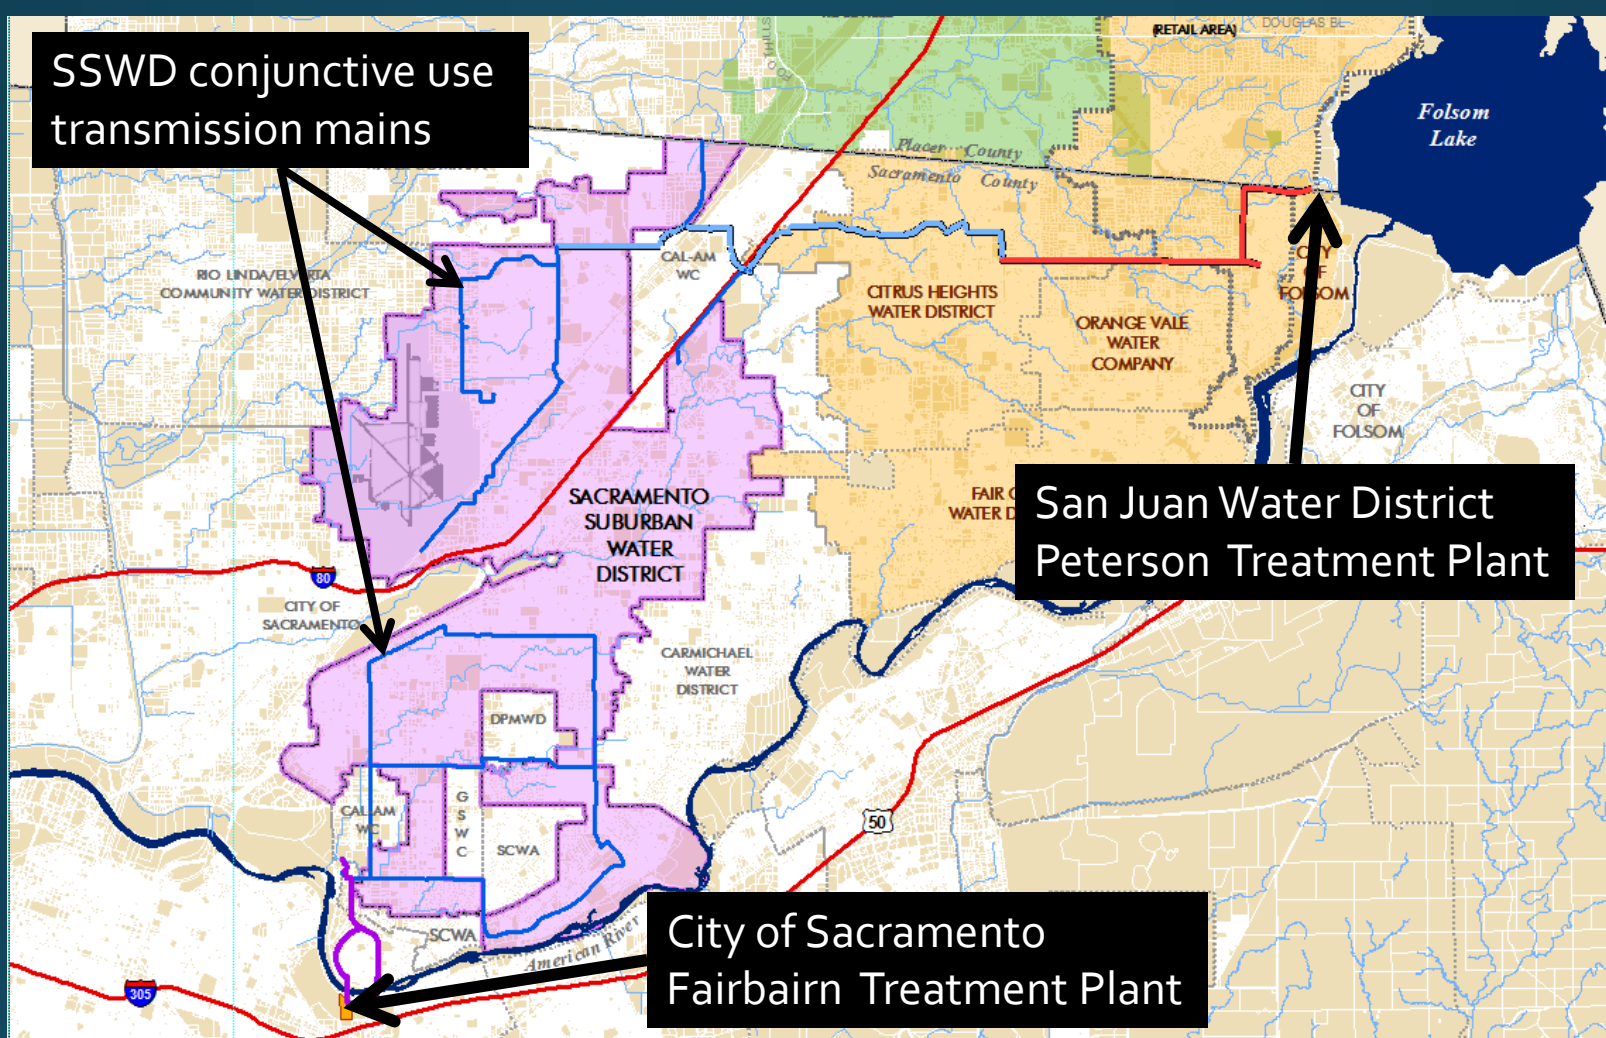 (RETAIL AREA)
DOUGLAS BL
SSWD conjunctive use
transmission mains
Folsom
Lake
Placer County
Sacramento County
RIO LINDA/ELVERTA
COMMUNITY WATER DISTRICT
CAL-AM
WC
CITRUS HEIGHTS
WATER DISTRICT
ORANGE VALE
WATER
COMPANY
CITY
OF
FOLSOM
CITY
OF
FOLSOM
SACRAMENTO
SUBURBAN
WATER
DISTRICT
FAIR
WATER D
San Juan Water District
Peterson Treatment Plant
80
CITY OF
SACRAMENTO
CARMICHAEL
WATER
DISTRICT
DPMWD
CAL-AM
WC
G
S
W
C
SCWA
50
SCWA
American River
City of Sacramento
Fairbairn Treatment Plant
305